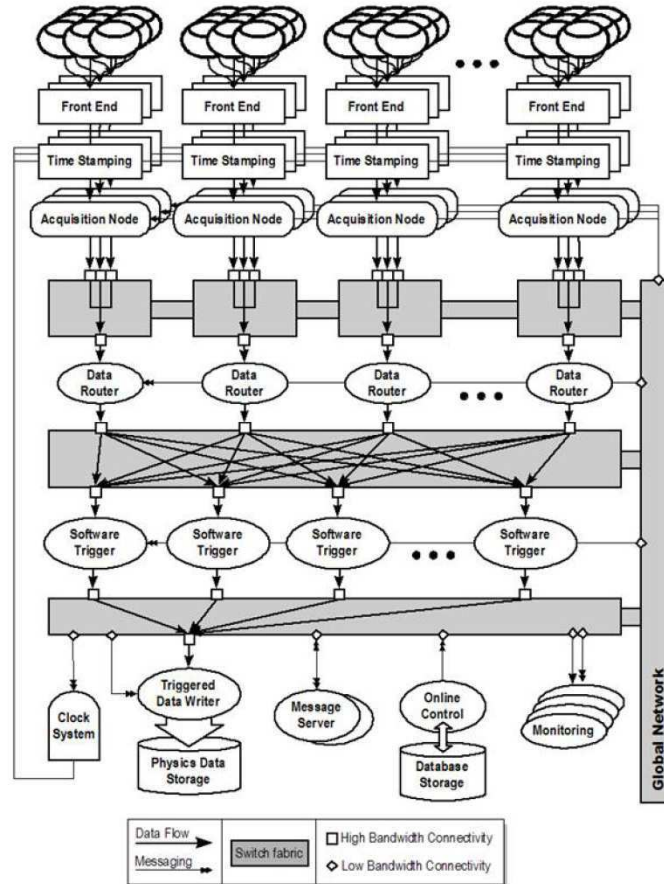 Front End Front End Front End Front End
Time Stamping Time Stamping Time Stamping Time Stamping
Acquisition Node Acquisition Node Acquisition Node Acquisition Node
Data Data Data Data
Router Router Router Router
Software Software Software Software
Trigger Trigger Trigger Trigger
Clock
System
Triggered
Data Writer
Physics Data
Storage
Message
Server
Online
Control
Database
Storage
Monitoring
Global Network
Data Flow
Messaging
Switch fabric
High Bandwidth Connectivity
Low Bandwidth Connectivity